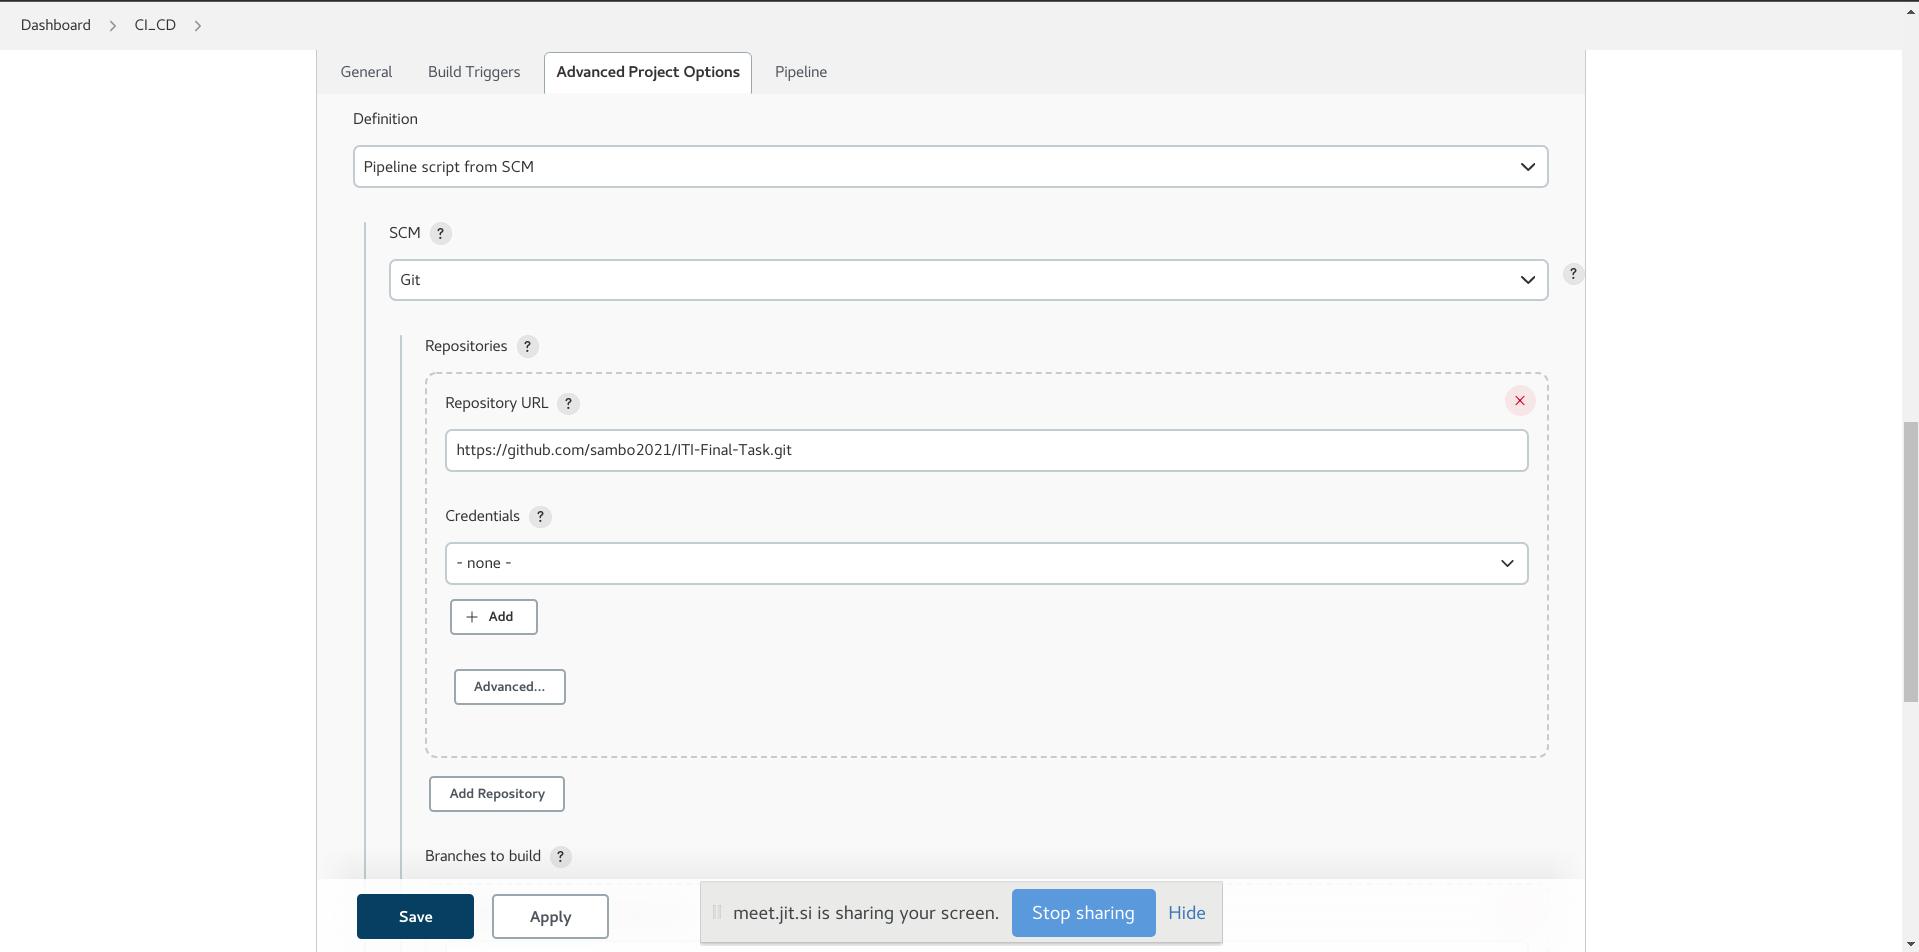 Dashboard > CI_CD >
General Build Triggers Advanced Project Options Pipeline
Definition
Pipeline script from SCM
SCM ?
Git
?
Repositories ?
Repository URL ?
https://github.com/sambo2021/ITI-Final-Task.git
Credentials ?
- none -
+ Add
Advanced...
Add Repository
Branches to build ?
Save Apply
meet.jit.si is sharing your screen. Stop sharing Hide